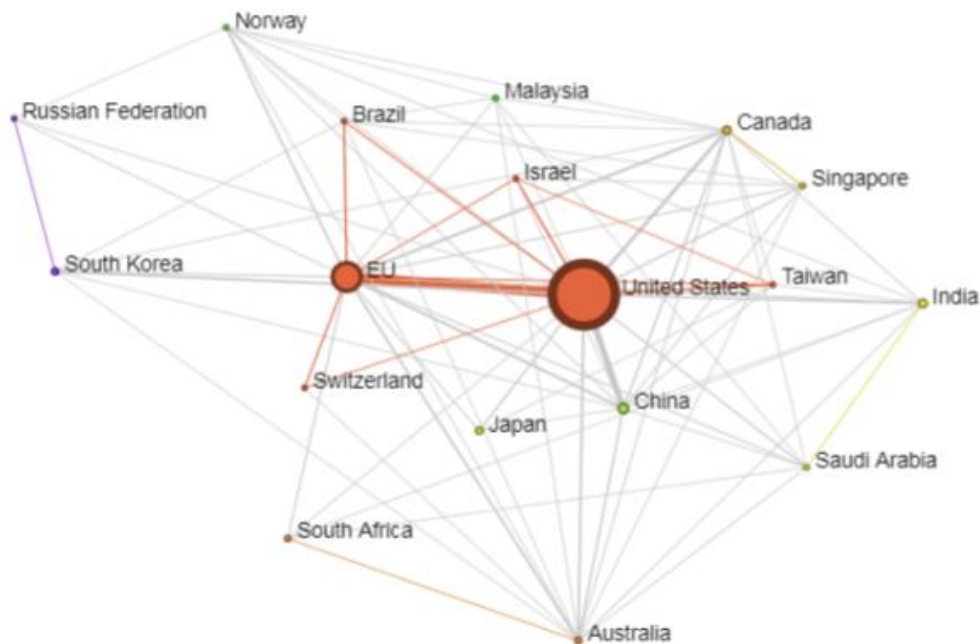 Norway
Malaysia
Russian Federation
Brazil
Canada
Israel
Singapore
South Korea
EU
United States
Taiwan
India
Switzerland
China
Japan
Saudi Arabia
South Africa
Australia